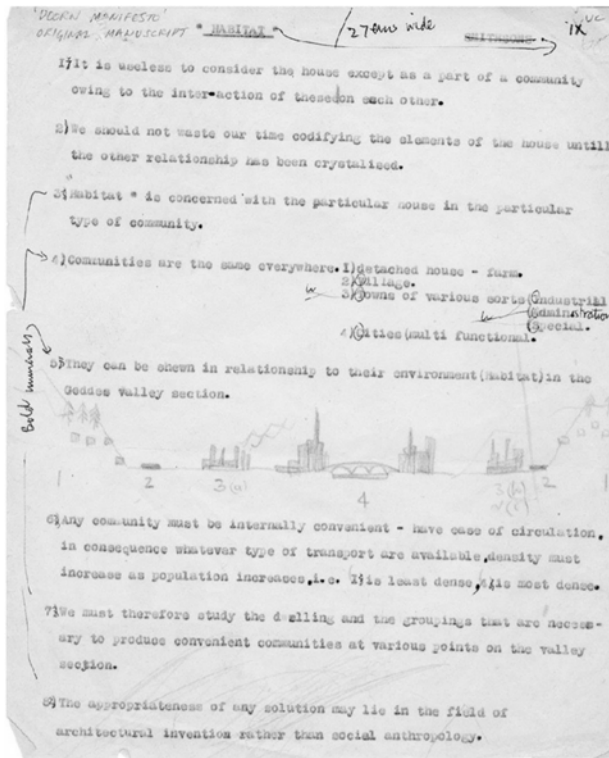 'DOORN MANIFESTO'
ORIGINAL MANUSCRIPT
" HABITAT "
27 ems wide
SMITHSONS
IX
1) It is useless to consider the house except as a part of a community
owing to the inter-action of these on each other.
2) We should not waste our time codifying the elements of the house untill
the other relationship has been crystalised.
3) "Habitat " is concerned with the particular house in the particular
type of community.
4) Communities are the same everywhere. 1) detached house - farm.
2) Village.
3) Towns of various sorts (industrial
administration
special.
4) Cities (multi functional.
5) They can be shewn in relationship to their environment (Habitat) in the
Geddes valley section.
Bold numerals
1 2 3(a) 4 3(b) 2 1
or (c)
6) Any community must be internally convenient - have ease of circulation,
in consequence whatever type of transport are available, density must
increase as population increases, i.e. 1) is least dense, 4) is most dense.
7) We must therefore study the dwelling and the groupings that are necess-
ary to produce convenient communities at various points on the valley
section.
8) The appropriateness of any solution may lie in the field of
architectural invention rather than social anthropology.